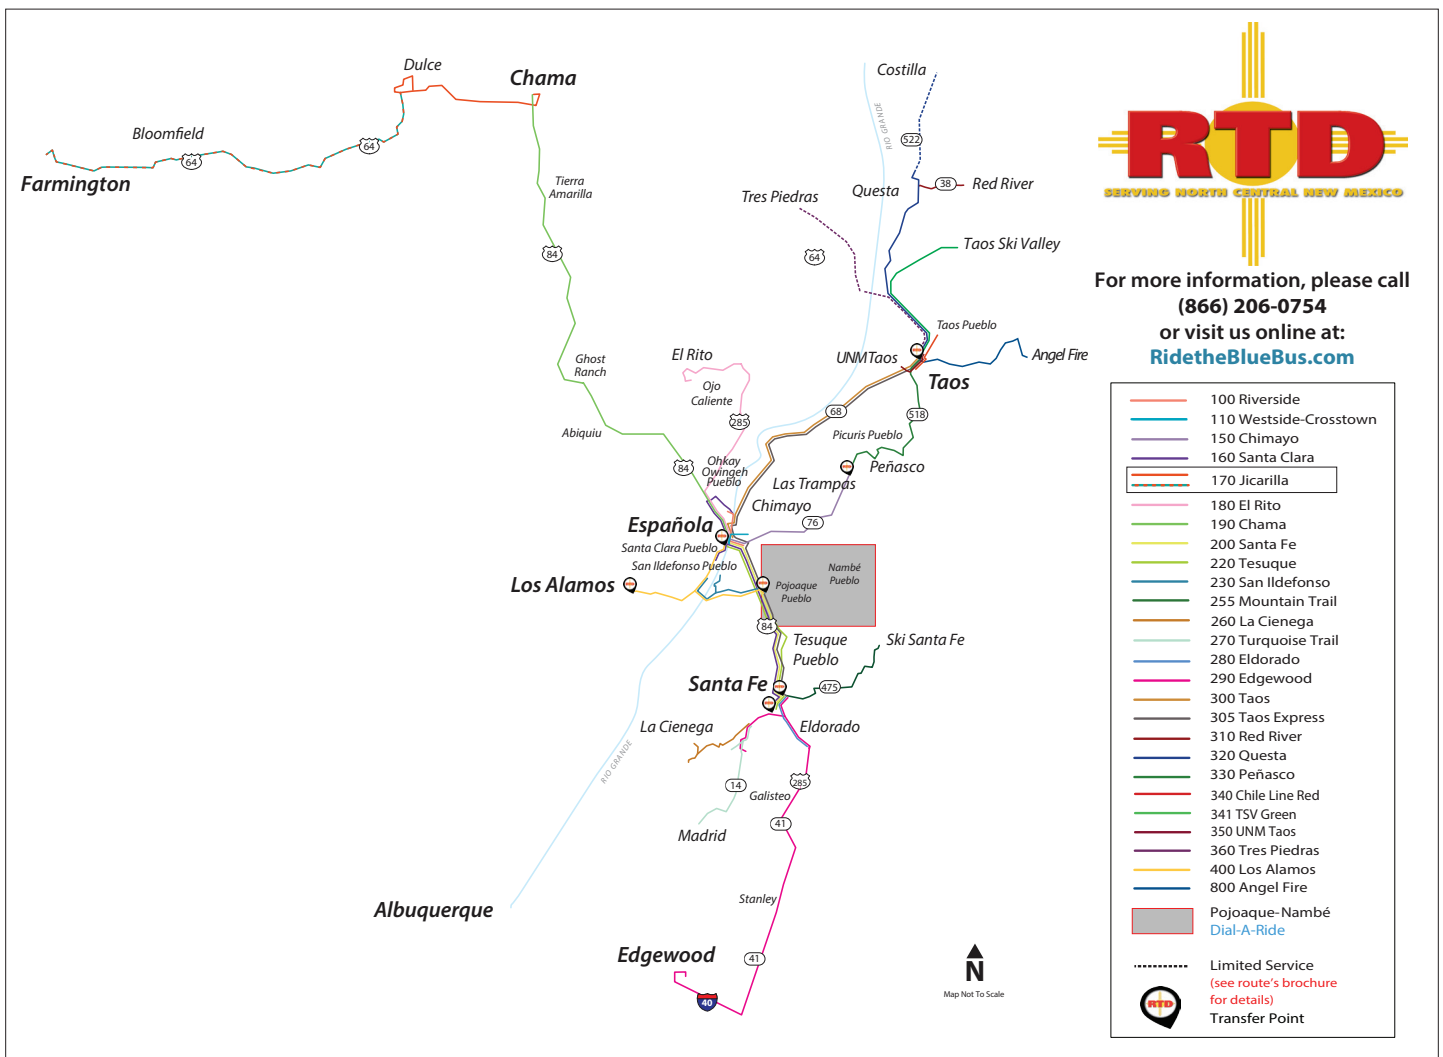 Dulce
Chama
Bloomfield
64
64
Farmington
Tierra
Amarilla
84
Costilla
RIO GRANDE
522
Questa
38
Red River
Tres Piedras
64
Taos Ski Valley
Taos Pueblo
UNM Taos
Angel Fire
Taos
Ghost
Ranch
El Rito
Ojo
Caliente
285
68
518
Abiquiu
Picuris Pueblo
Peñasco
84
Ohkay
Owingeh
Pueblo
Las Trampas
Chimayo
76
Española
Santa Clara Pueblo
San Ildefonso Pueblo
Los Alamos
Nambé
Pueblo
Pojoaque
Pueblo
84
Tesuque
Pueblo
Ski Santa Fe
475
Santa Fe
La Cienega
Eldorado
RIO GRANDE
14
285
Galisteo
41
Madrid
Stanley
Albuquerque
Edgewood
41
40
N
Map Not To Scale
RTD
SERVING NORTH CENTRAL NEW MEXICO
For more information, please call
(866) 206-0754
or visit us online at:
RidetheBlueBus.com
100 Riverside
110 Westside-Crosstown
150 Chimayo
160 Santa Clara
170 Jicarilla
180 El Rito
190 Chama
200 Santa Fe
220 Tesuque
230 San Ildefonso
255 Mountain Trail
260 La Cienega
270 Turquoise Trail
280 Eldorado
290 Edgewood
300 Taos
305 Taos Express
310 Red River
320 Questa
330 Peñasco
340 Chile Line Red
341 TSV Green
350 UNM Taos
360 Tres Piedras
400 Los Alamos
800 Angel Fire
Pojoaque-Nambé
Dial-A-Ride
Limited Service
(see route's brochure
for details)
RTD
Transfer Point